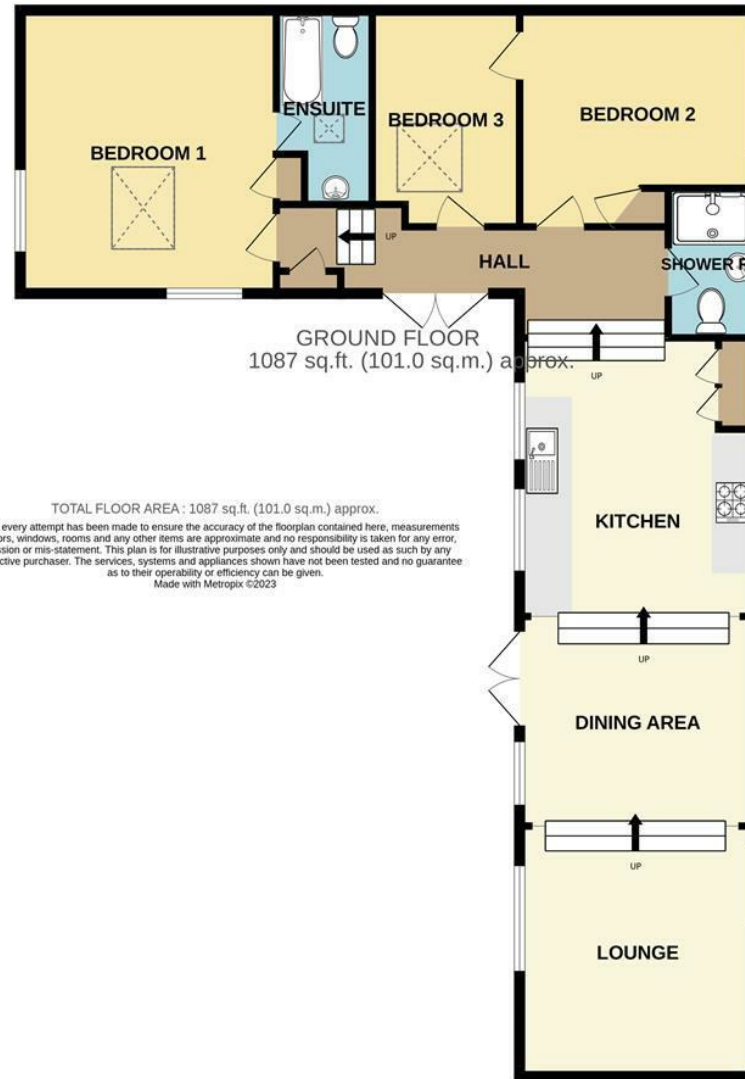 ENSUITE
BEDROOM 3
BEDROOM 2
BEDROOM 1
UP
HALL
SHOWER
GROUND FLOOR
1087 sq.ft. (101.0 sq.m.) approx.
UP
TOTAL FLOOR AREA : 1087 sq.ft. (101.0 sq.m.) approx.
every attempt has been made to ensure the accuracy of the floorplan contained here, measurements
rooms and any other items are approximate and no responsibility is taken for any error,
or mis-statement. This plan is for illustrative purposes only and should be used as such by any
purchaser. The services, systems and appliances shown have not been tested and no guarantee
as to their operability or efficiency can be given.
Made with Metropix ©2023
KITCHEN
UP
DINING AREA
UP
LOUNGE